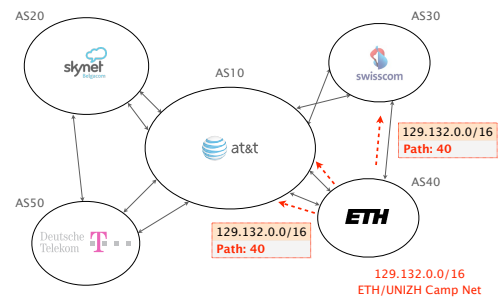 AS20
AS30
skynet
belgacom
AS10
swisscom
at&t
129.132.0.0/16
Path: 40
AS40
AS50
Deutsche
Telekom
T
129.132.0.0/16
Path: 40
ETH
129.132.0.0/16
ETH/UNIZH Camp Net